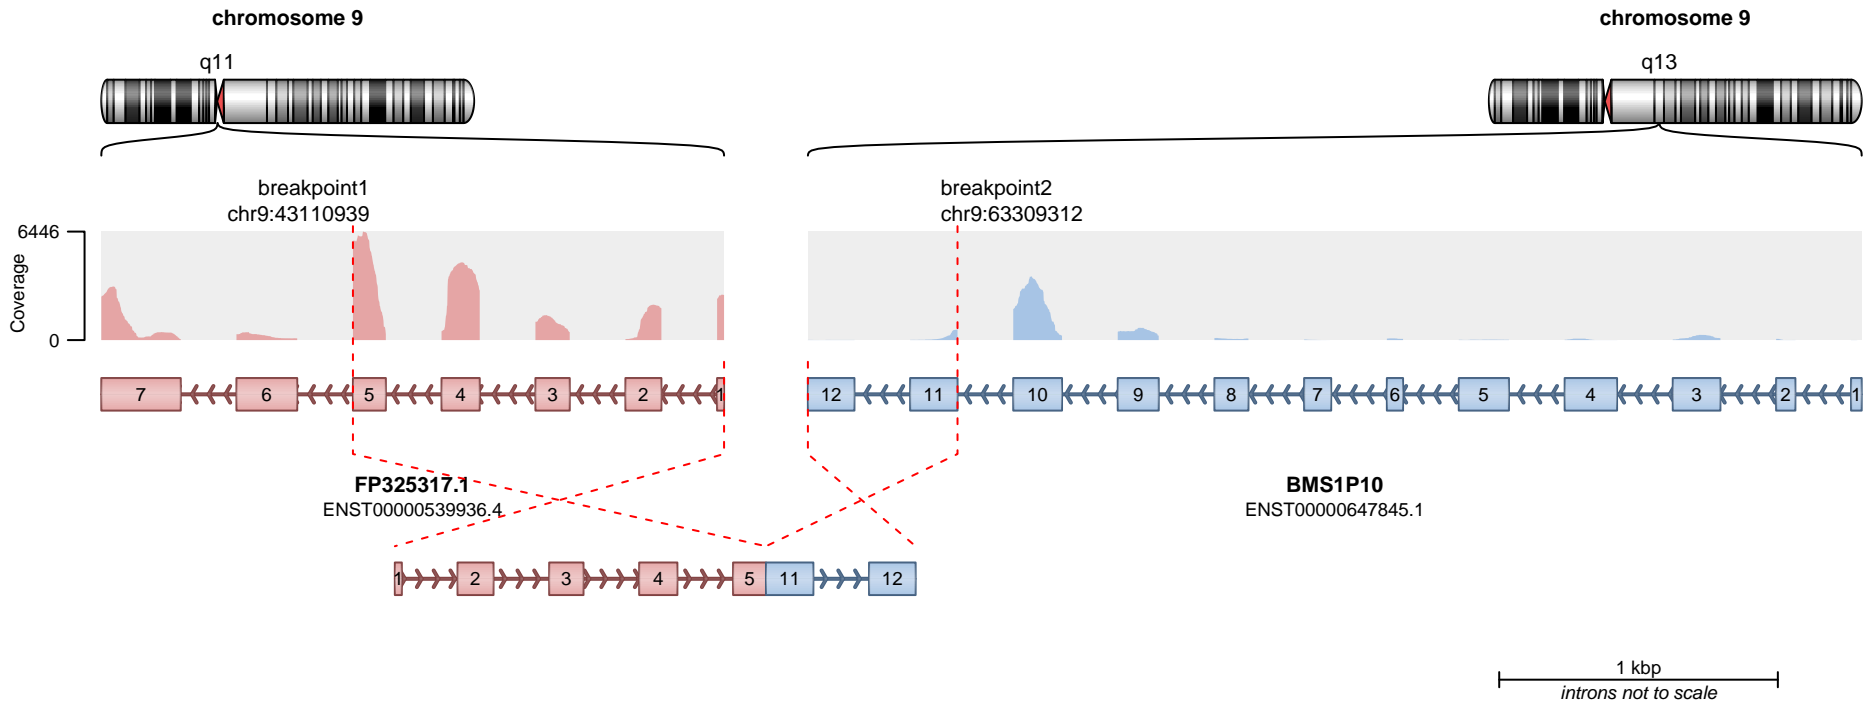 chromosome 9
chromosome 9
q11
q13
breakpoint1
chr9:43110939
breakpoint2
chr9:63309312
6446
Coverage
0
7 6 5 4 3 2 1
12 11 10 9 8 7 6 5 4 3 2 1
FP325317.1
ENST00000539936.4
BMS1P10
ENST00000647845.1
1 2 3 4 5 11 12
1 kbp
introns not to scale